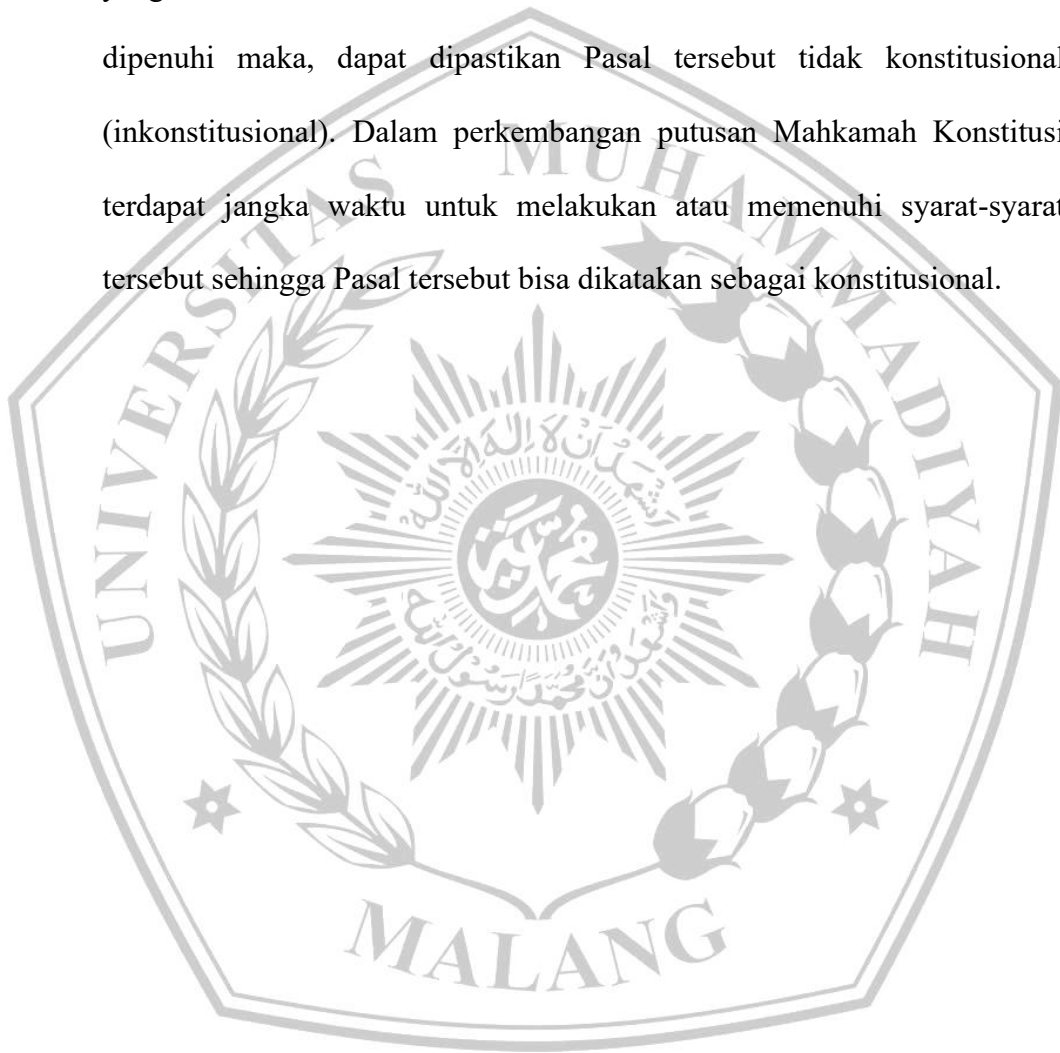 dipenuhi maka, dapat dipastikan Pasal tersebut tidak konstitusional
(inkonstitusional). Dalam perkembangan putusan Mahkamah Konstitusi
terdapat jangka waktu untuk melakukan atau memenuhi syarat-syarat
tersebut sehingga Pasal tersebut bisa dikatakan sebagai konstitusional.
UNIVERSITAS MUHAMMADIYAH
MALANG